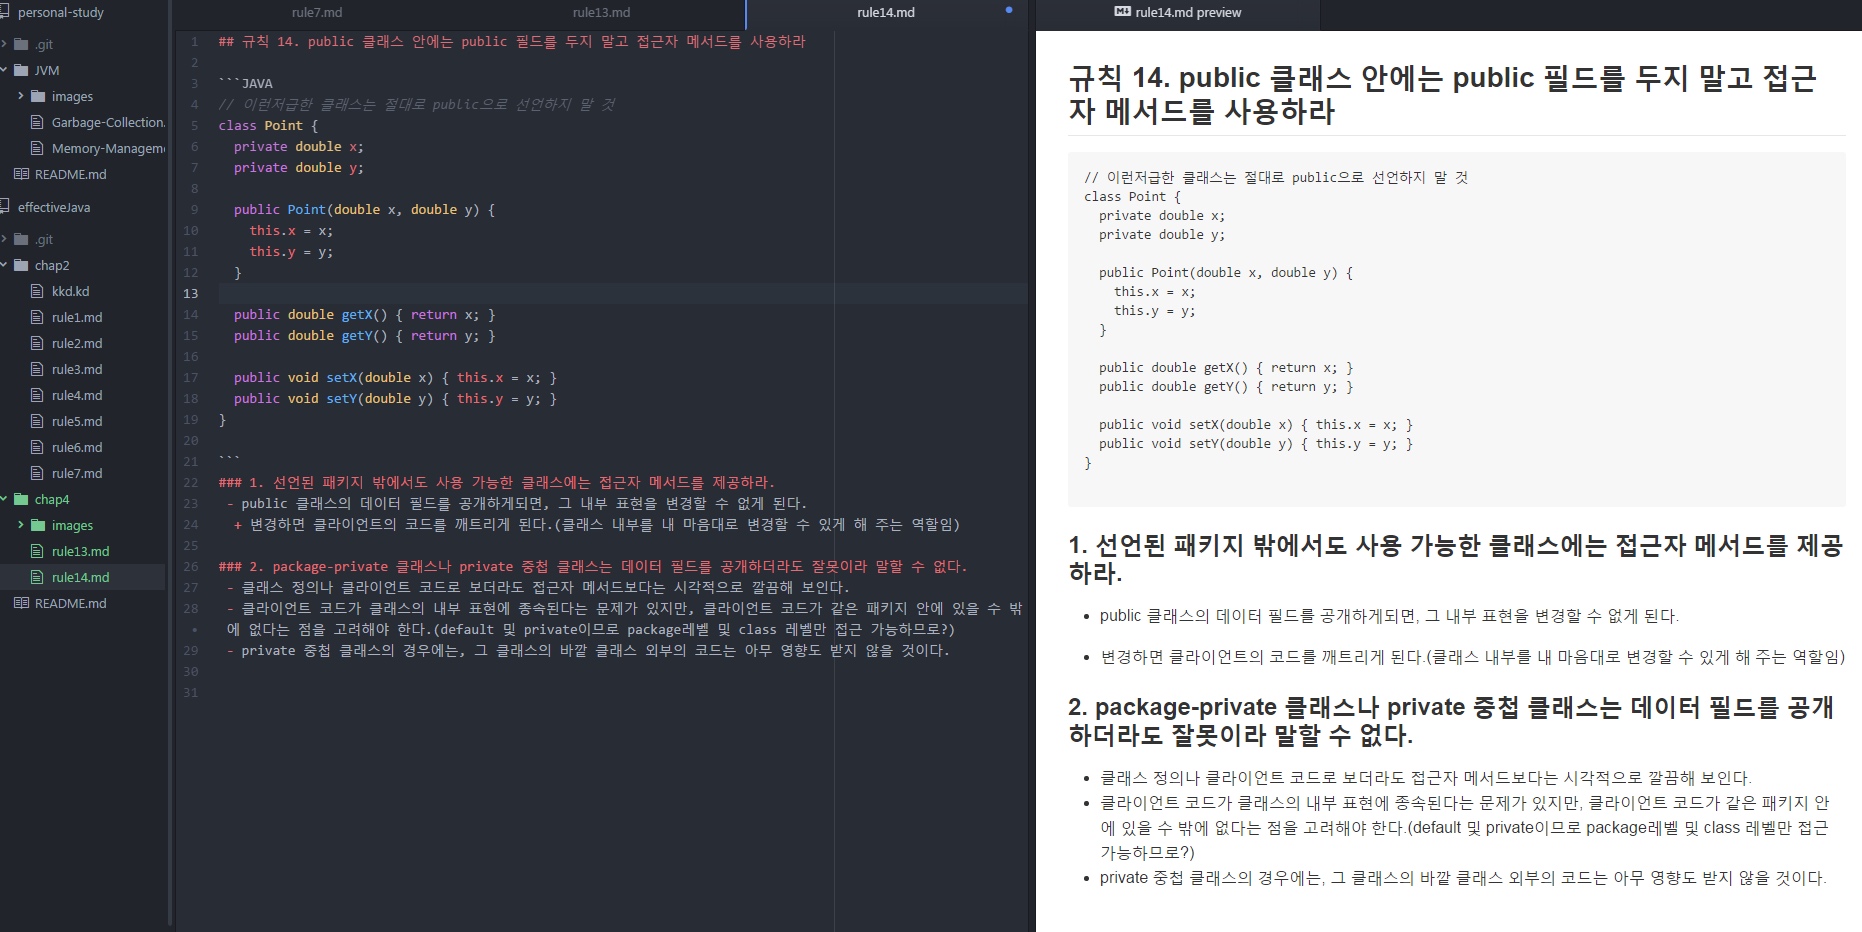 personal-study
.git
JVM
images
Garbage-Collection.
Memory-Managem
README.md
effectiveJava
.git
chap2
kkd.kd
rule1.md
rule2.md
rule3.md
rule4.md
rule5.md
rule6.md
rule7.md
chap4
images
rule13.md
rule14.md
README.md
rule7.md
rule13.md
rule14.md
1 ## 규칙 14. public 클래스 안에는 public 필드를 두지 말고 접근자 메서드를 사용하라
2
3 ```JAVA
4 // 이런저급한 클래스는 절대로 public으로 선언하지 말 것
5 class Point {
6 private double x;
7 private double y;
8
9 public Point(double x, double y) {
10 this.x = x;
11 this.y = y;
12 }
13
14 public double getX() { return x; }
15 public double getY() { return y; }
16
17 public void setX(double x) { this.x = x; }
18 public void setY(double y) { this.y = y; }
19 }
20
21 ```
22 ### 1. 선언된 패키지 밖에서도 사용 가능한 클래스에는 접근자 메서드를 제공하라.
23 - public 클래스의 데이터 필드를 공개하게되면, 그 내부 표현을 변경할 수 없게 된다.
24 + 변경하면 클라이언트의 코드를 깨트리게 된다.(클래스 내부를 내 마음대로 변경할 수 있게 해 주는 역할임)
25
26 ### 2. package-private 클래스나 private 중첩 클래스는 데이터 필드를 공개하더라도 잘못이라 말할 수 없다.
27 - 클래스 정의나 클라이언트 코드로 보더라도 접근자 메서드보다는 시각적으로 깔끔해 보인다.
28 - 클라이언트 코드가 클래스의 내부 표현에 종속된다는 문제가 있지만, 클라이언트 코드가 같은 패키지 안에 있을 수 밖
• 에 없다는 점을 고려해야 한다.(default 및 private이므로 package레벨 및 class 레벨만 접근 가능하므로?)
29 - private 중첩 클래스의 경우에는, 그 클래스의 바깥 클래스 외부의 코드는 아무 영향도 받지 않을 것이다.
30
31
M↓ rule14.md preview
규칙 14. public 클래스 안에는 public 필드를 두지 말고 접근
자 메서드를 사용하라
// 이런저급한 클래스는 절대로 public으로 선언하지 말 것
class Point {
private double x;
private double y;
public Point(double x, double y) {
this.x = x;
this.y = y;
}
public double getX() { return x; }
public double getY() { return y; }
public void setX(double x) { this.x = x; }
public void setY(double y) { this.y = y; }
}
1. 선언된 패키지 밖에서도 사용 가능한 클래스에는 접근자 메서드를 제공
하라.
• public 클래스의 데이터 필드를 공개하게되면, 그 내부 표현을 변경할 수 없게 된다.
• 변경하면 클라이언트의 코드를 깨트리게 된다.(클래스 내부를 내 마음대로 변경할 수 있게 해 주는 역할임)
2. package-private 클래스나 private 중첩 클래스는 데이터 필드를 공개
하더라도 잘못이라 말할 수 없다.
• 클래스 정의나 클라이언트 코드로 보더라도 접근자 메서드보다는 시각적으로 깔끔해 보인다.
• 클라이언트 코드가 클래스의 내부 표현에 종속된다는 문제가 있지만, 클라이언트 코드가 같은 패키지 안
에 있을 수 밖에 없다는 점을 고려해야 한다.(default 및 private이므로 package레벨 및 class 레벨만 접근
가능하므로?)
• private 중첩 클래스의 경우에는, 그 클래스의 바깥 클래스 외부의 코드는 아무 영향도 받지 않을 것이다.